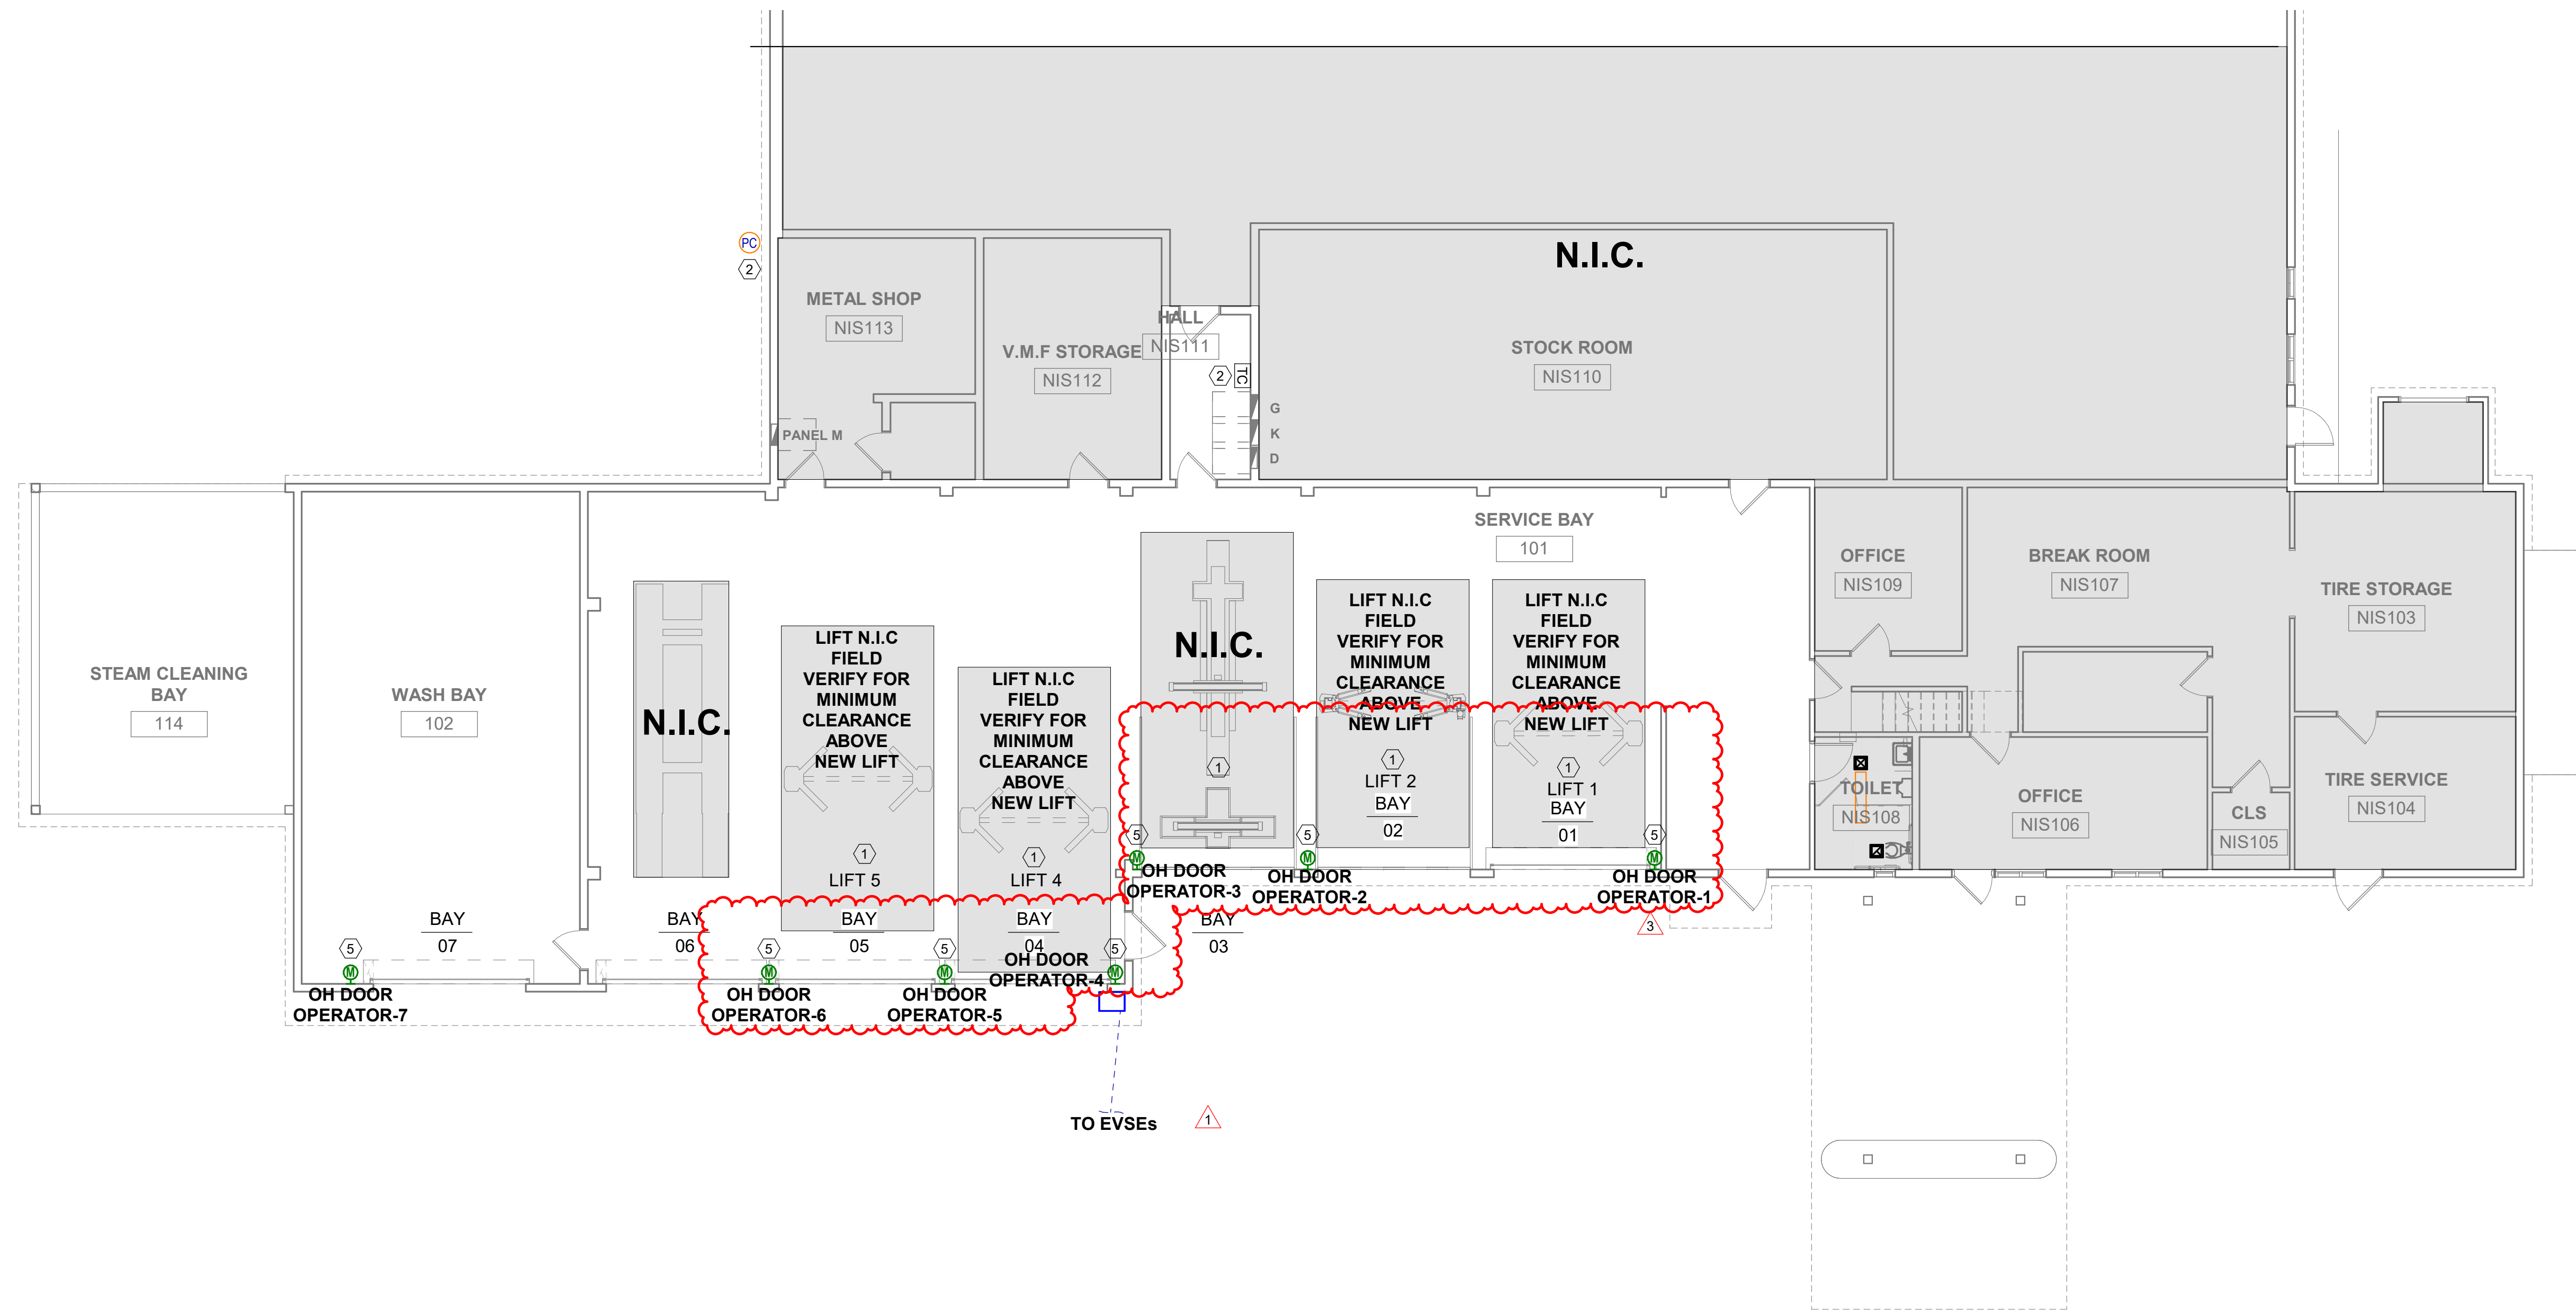 N.I.C.
PC
2
METAL SHOP
NIS113
HALL
NIS111
V.M.F STORAGE
NIS112
STOCK ROOM
NIS110
2
TC
G
K
D
PANEL M
SERVICE BAY
101
OFFICE
NIS109
BREAK ROOM
NIS107
TIRE STORAGE
NIS103
STEAM CLEANING
BAY
114
WASH BAY
102
N.I.C.
LIFT N.I.C
FIELD
VERIFY FOR
MINIMUM
CLEARANCE
ABOVE
NEW LIFT
1
LIFT 5
LIFT N.I.C
FIELD
VERIFY FOR
MINIMUM
CLEARANCE
ABOVE
NEW LIFT
1
LIFT 4
N.I.C.
1
LIFT N.I.C
FIELD
VERIFY FOR
MINIMUM
CLEARANCE
ABOVE
NEW LIFT
1
LIFT 2
BAY
02
LIFT N.I.C
FIELD
VERIFY FOR
MINIMUM
CLEARANCE
ABOVE
NEW LIFT
1
LIFT 1
BAY
01
TOILET
NIS108
OFFICE
NIS106
CLS
NIS105
TIRE SERVICE
NIS104
5
M
OH DOOR
OPERATOR-3
5
M
OH DOOR
OPERATOR-2
5
M
OH DOOR
OPERATOR-1
3
BAY
07
BAY
06
BAY
05
BAY
04
BAY
03
5
M
OH DOOR
OPERATOR-7
5
M
OH DOOR
OPERATOR-6
5
M
OH DOOR
OPERATOR-5
5
M
OH DOOR
OPERATOR-4
TO EVSEs
1